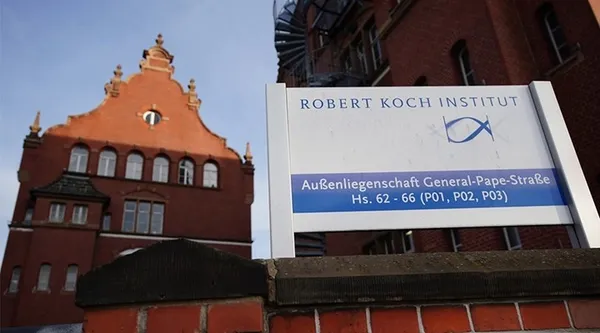 ROBERT KOCH INSTITUT
Außenliegenschaft General-Pape-Straße
Hs. 62 - 66 (P01, P02, P03)